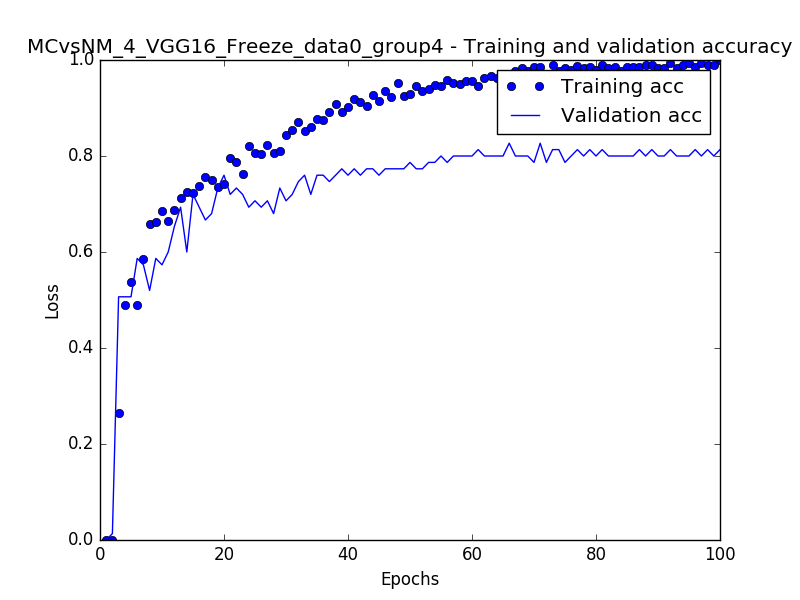 MCvsNM_4_VGG16_Freeze_data0_group4 - Training and validation accuracy
1.0
0.8
0.6
0.4
0.2
0.0
Loss
Training acc
Validation acc
0 20 40 60 80 100
Epochs